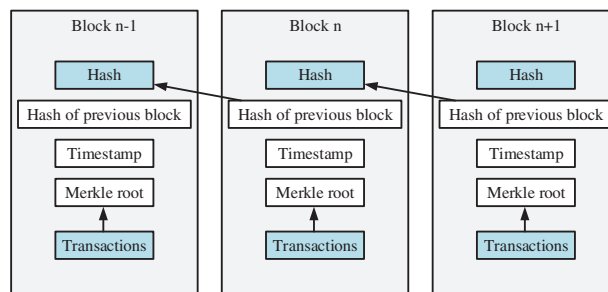 Block n-1
Hash
Hash of previous block
Timestamp
Merkle root
Transactions
Block n
Hash
Hash of previous block
Timestamp
Merkle root
Transactions
Block n+1
Hash
Hash of previous block
Timestamp
Merkle root
Transactions